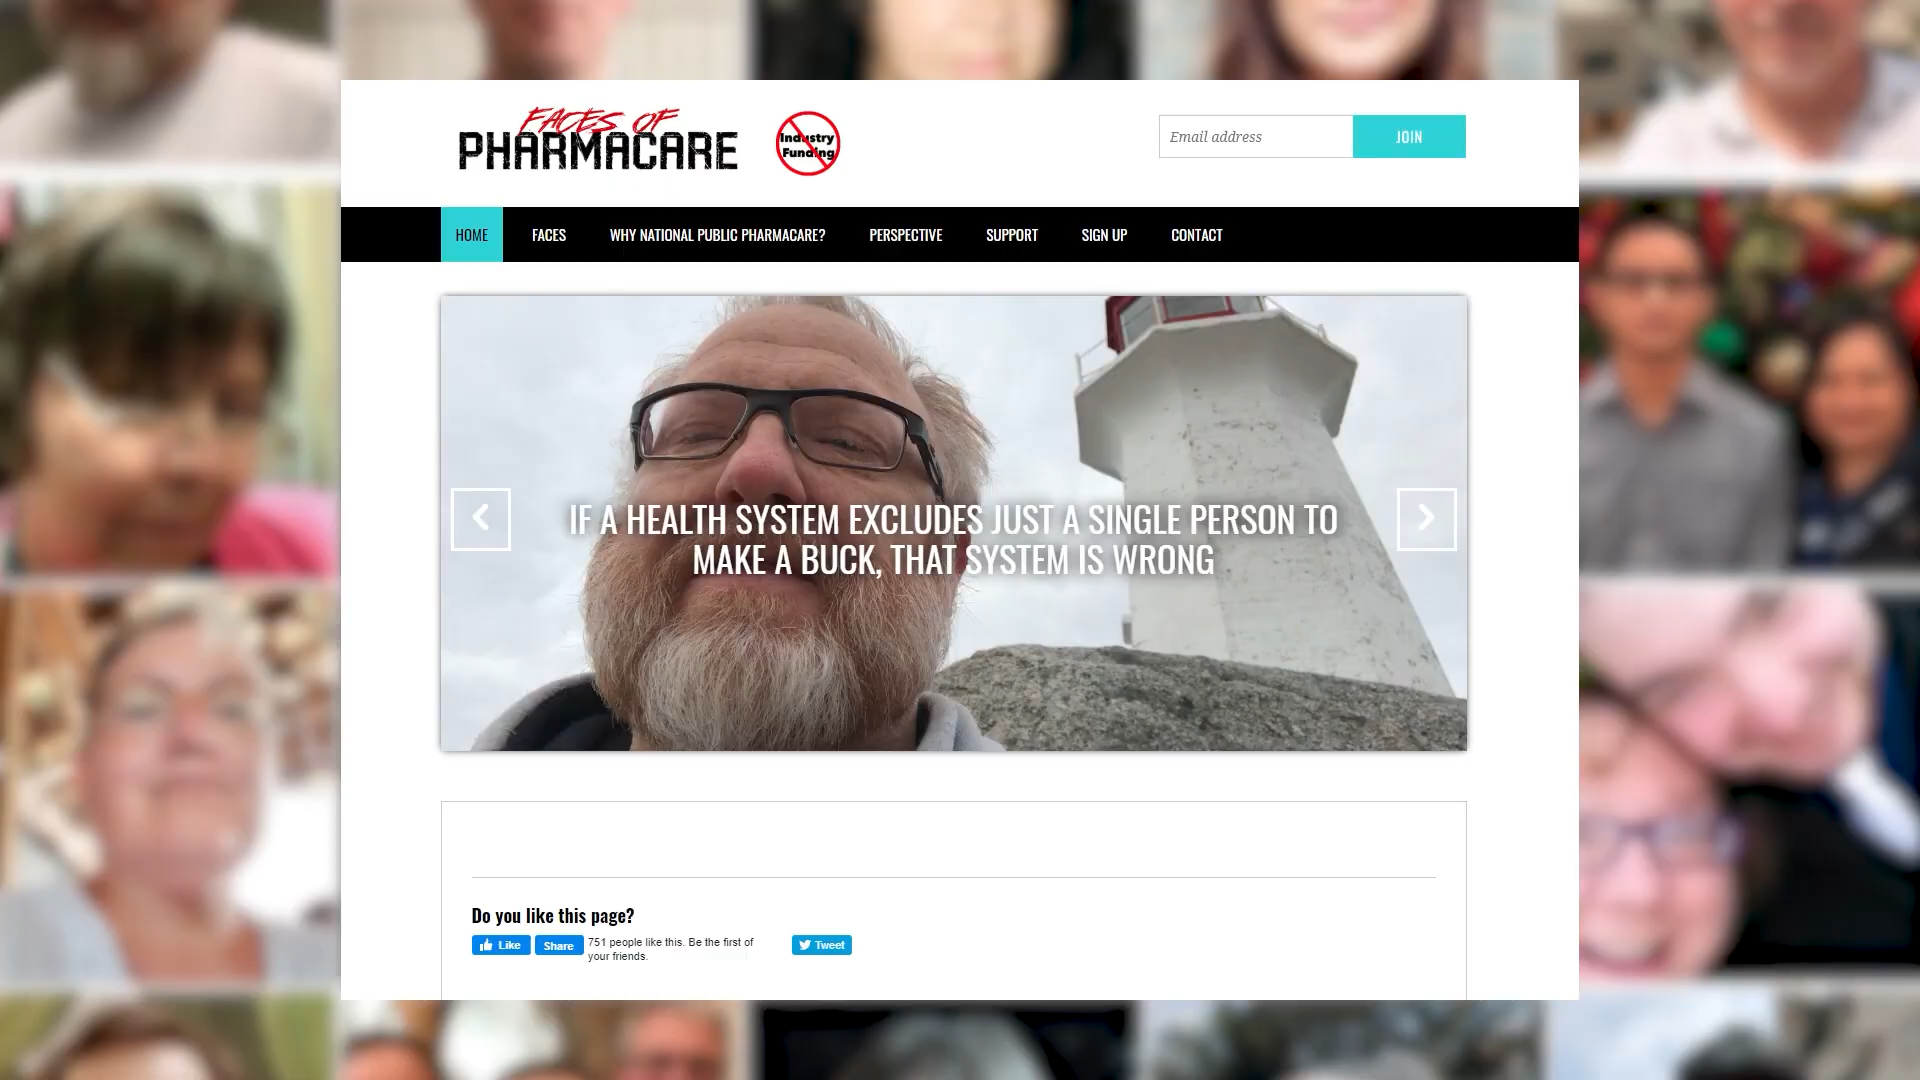 FACES OF
PHARMACARE
Industry
Funding
Email address
JOIN
HOME
FACES
WHY NATIONAL PUBLIC PHARMACARE?
PERSPECTIVE
SUPPORT
SIGN UP
CONTACT
IF A HEALTH SYSTEM EXCLUDES JUST A SINGLE PERSON TO
MAKE A BUCK, THAT SYSTEM IS WRONG
Do you like this page?
Like
Share
751 people like this. Be the first of
your friends.
Tweet